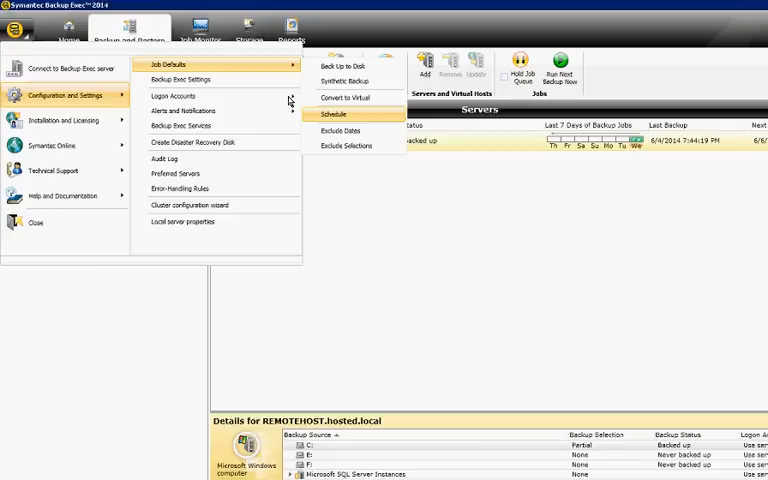 Symantec Backup Exec™ 2014
Home
Backup and Restore
Job Monitor
Storage
Reports
Connect to Backup Exec server
Configuration and Settings
Installation and Licensing
Symantec Online
Technical Support
Help and Documentation
Close
Job Defaults
Backup Exec Settings
Logon Accounts
Alerts and Notifications
Backup Exec Services
Create Disaster Recovery Disk
Audit Log
Preferred Servers
Error-Handling Rules
Cluster configuration wizard
Local server properties
Back Up to Disk
Synthetic Backup
Convert to Virtual
Schedule
Exclude Dates
Exclude Selections
Add
Remove
Update
Servers and Virtual Hosts
Hold Job Queue
Run Next Backup Now
Jobs
Servers
Status
Last 7 Days of Backup Jobs
Last Backup
Next
acked up
Th Fr Sa Su Mo Tu We
6/4/2014 7:44:19 PM
6/6/
Details for REMOTEHOST.hosted.local
Microsoft Windows computer
Backup Source
Backup Selection
Backup Status
Logon A
C:
Partial
Backed up
Use ser
E:
None
Never backed up
Use ser
F:
None
Never backed up
Use ser
Microsoft SQL Server Instances
None
Never backed up
Use ser